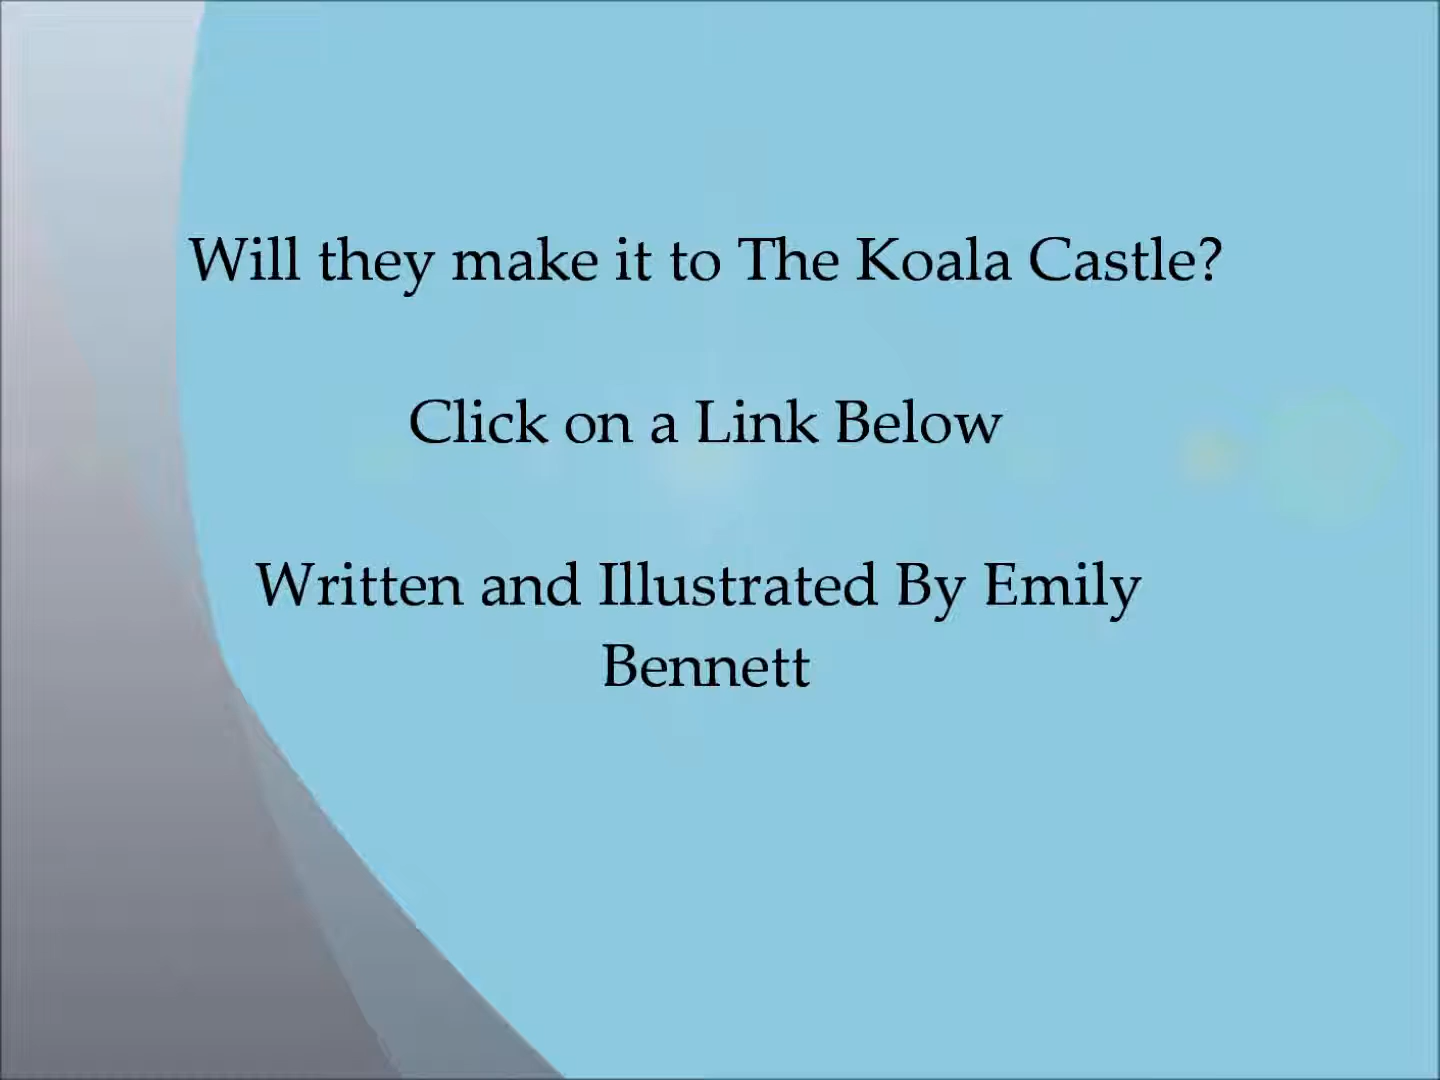 Will they make it to The Koala Castle?
Click on a Link Below
Written and Illustrated By Emily
Bennett